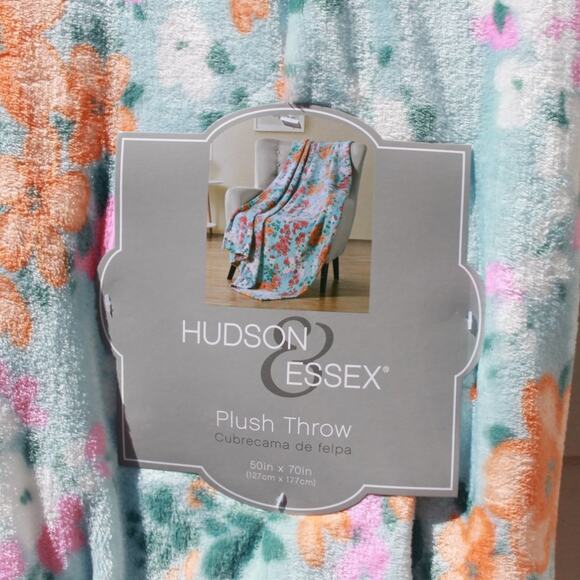 HUDSON
&
ESSEX®
Plush Throw
Cubrecama de felpa
50in x 70in
(127cm x 177cm)